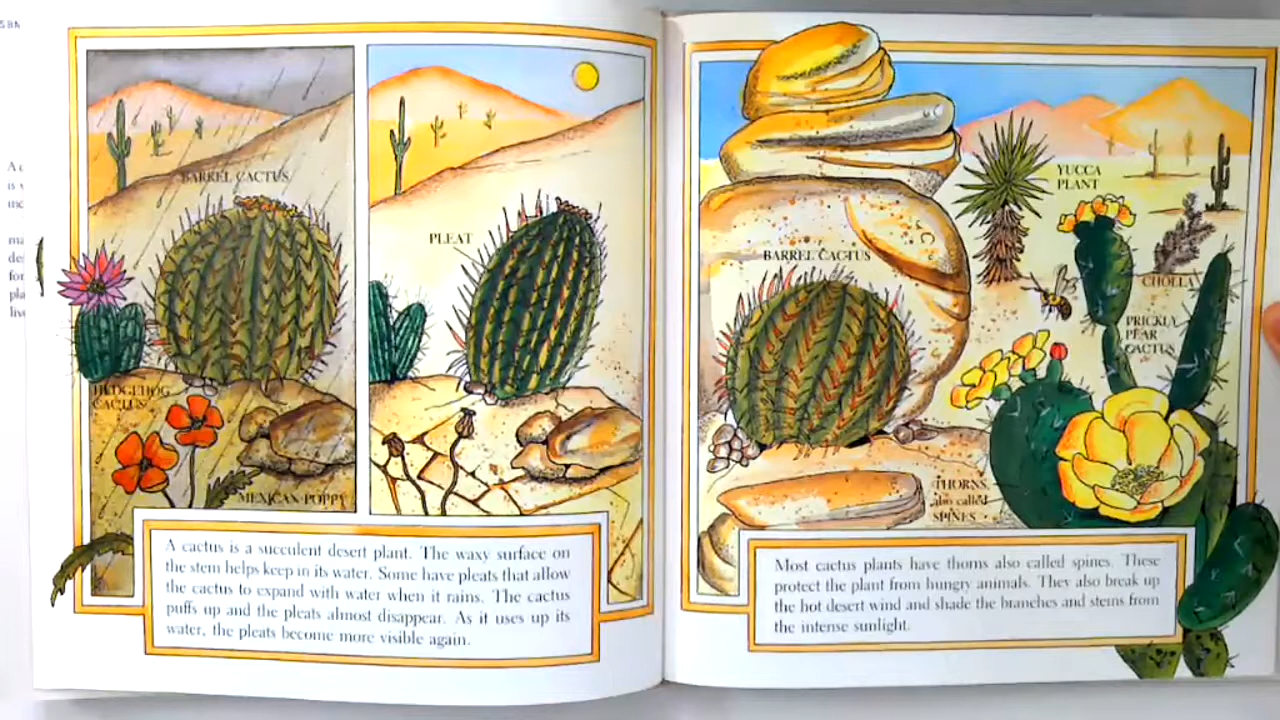 SBN
BARREL CACTUS
HEDGEHOG
CACTUS
MEXICAN POPPY
PLEAT
A cactus is a succulent desert plant. The waxy surface on
the stem helps keep in its water. Some have pleats that allow
the cactus to expand with water when it rains. The cactus
puffs up and the pleats almost disappear. As it uses up its
water, the pleats become more visible again.
BARREL CACTUS
YUCCA
PLANT
CHOLLA
PRICKLY
PEAR
CACTUS
THORNS,
also called
SPINES
Most cactus plants have thorns also called spines. These
protect the plant from hungry animals. They also break up
the hot desert wind and shade the branches and stems from
the intense sunlight.